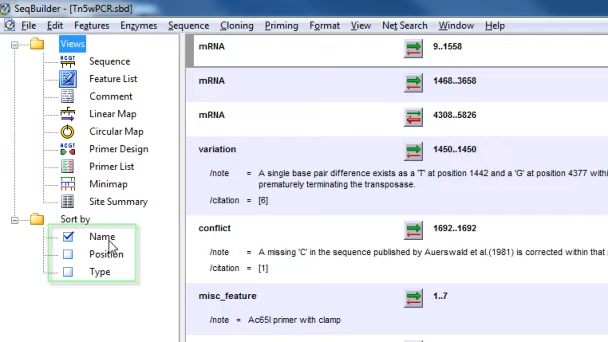 SeqBuilder - [Tn5wPCR.sbd]
File Edit Features Enzymes Sequence Cloning Priming Format View Net Search Window Help
Views
Sequence
Feature List
Comment
Linear Map
Circular Map
Primer Design
Primer List
Minimap
Site Summary
Sort by
Name
Position
Type
mRNA 9..1558
mRNA 1468..3658
mRNA 4308..5826
variation 1450..1450
/note = A single base pair difference exists as a 'T' at position 1442 and a 'G' at position 4377 within
prematurely terminating the transposase.
/citation = [6]
conflict 1692..1692
/note = A missing 'C' in the sequence published by Auerswald et al.(1981) is corrected within that
/citation = [1]
misc_feature 1..7
/note = Ac65I primer with clamp